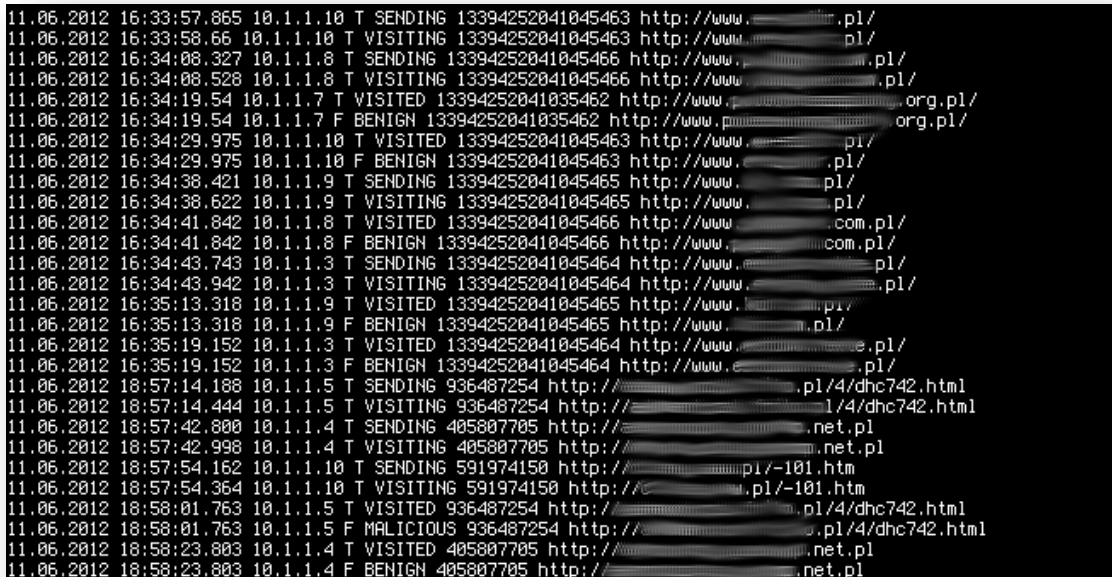 11.06.2012 16:33:57.865 10.1.1.10 T SENDING 13394252041045463 http://www. .pl/
11.06.2012 16:33:58.66 10.1.1.10 T VISITING 13394252041045463 http://www. pl/
11.06.2012 16:34:08.327 10.1.1.8 T SENDING 13394252041045466 http://www. .pl/
11.06.2012 16:34:08.528 10.1.1.8 T VISITING 13394252041045466 http://www. .pl/
11.06.2012 16:34:19.54 10.1.1.7 T VISITED 13394252041035462 http://www. .org.pl/
11.06.2012 16:34:19.54 10.1.1.7 F BENIGN 13394252041035462 http://www. org.pl/
11.06.2012 16:34:29.975 10.1.1.10 T VISITED 13394252041045463 http://www. pl/
11.06.2012 16:34:29.975 10.1.1.10 F BENIGN 13394252041045463 http://www. .pl/
11.06.2012 16:34:38.421 10.1.1.9 T SENDING 13394252041045465 http://www. pl/
11.06.2012 16:34:38.622 10.1.1.9 T VISITING 13394252041045465 http://www. .pl/
11.06.2012 16:34:41.842 10.1.1.8 T VISITED 13394252041045466 http://www. com.pl/
11.06.2012 16:34:41.842 10.1.1.8 F BENIGN 13394252041045466 http://www. com.pl/
11.06.2012 16:34:43.743 10.1.1.3 T SENDING 13394252041045464 http://www. pl/
11.06.2012 16:34:43.942 10.1.1.3 T VISITING 13394252041045464 http://www. .pl/
11.06.2012 16:35:13.318 10.1.1.9 T VISITED 13394252041045465 http://www. pl/
11.06.2012 16:35:13.318 10.1.1.9 F BENIGN 13394252041045465 http://www. .pl/
11.06.2012 16:35:19.152 10.1.1.3 T VISITED 13394252041045464 http://www. .pl/
11.06.2012 16:35:19.152 10.1.1.3 F BENIGN 13394252041045464 http://www. .pl/
11.06.2012 18:57:14.188 10.1.1.5 T SENDING 936487254 http:// .pl/4/dhc742.html
11.06.2012 18:57:14.444 10.1.1.5 T VISITING 936487254 http:// l/4/dhc742.html
11.06.2012 18:57:42.800 10.1.1.4 T SENDING 405807705 http:// .net.pl
11.06.2012 18:57:42.998 10.1.1.4 T VISITING 405807705 http:// .net.pl
11.06.2012 18:57:54.162 10.1.1.10 T SENDING 591974150 http:// pl/-101.htm
11.06.2012 18:57:54.364 10.1.1.10 T VISITING 591974150 http:// .pl/-101.htm
11.06.2012 18:58:01.763 10.1.1.5 T VISITED 936487254 http:// .pl/4/dhc742.html
11.06.2012 18:58:01.763 10.1.1.5 F MALICIOUS 936487254 http:// .pl/4/dhc742.html
11.06.2012 18:58:23.803 10.1.1.4 T VISITED 405807705 http:// .net.pl
11.06.2012 18:58:23.803 10.1.1.4 F BENIGN 405807705 http:// .net.pl